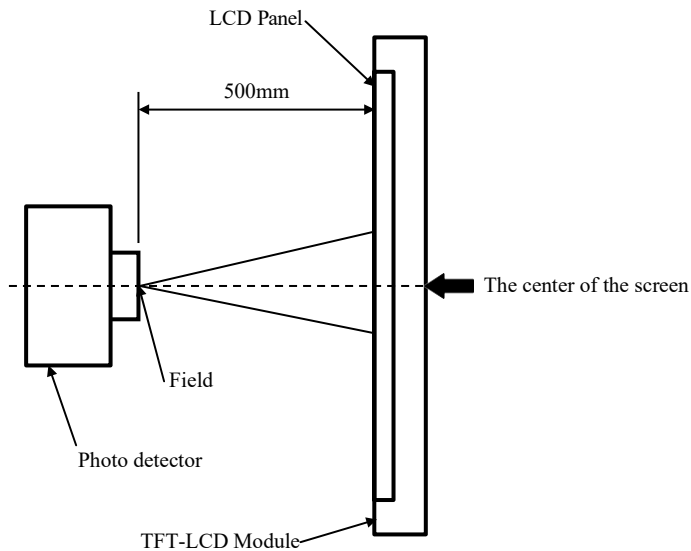 LCD Panel
500mm
The center of the screen
Field
Photo detector
TFT-LCD Module